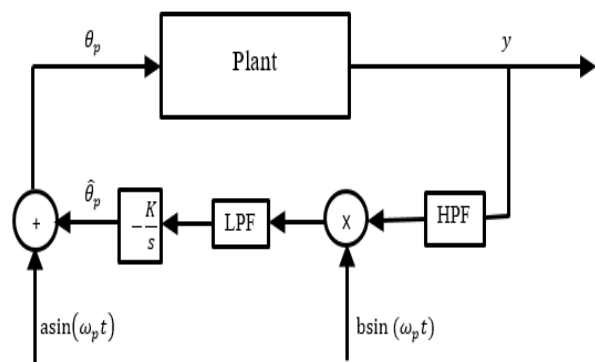 θ_p
Plant
y
θ̂_p
+
−K/s
LPF
x
HPF
asin(ω_p t)
bsin (ω_p t)